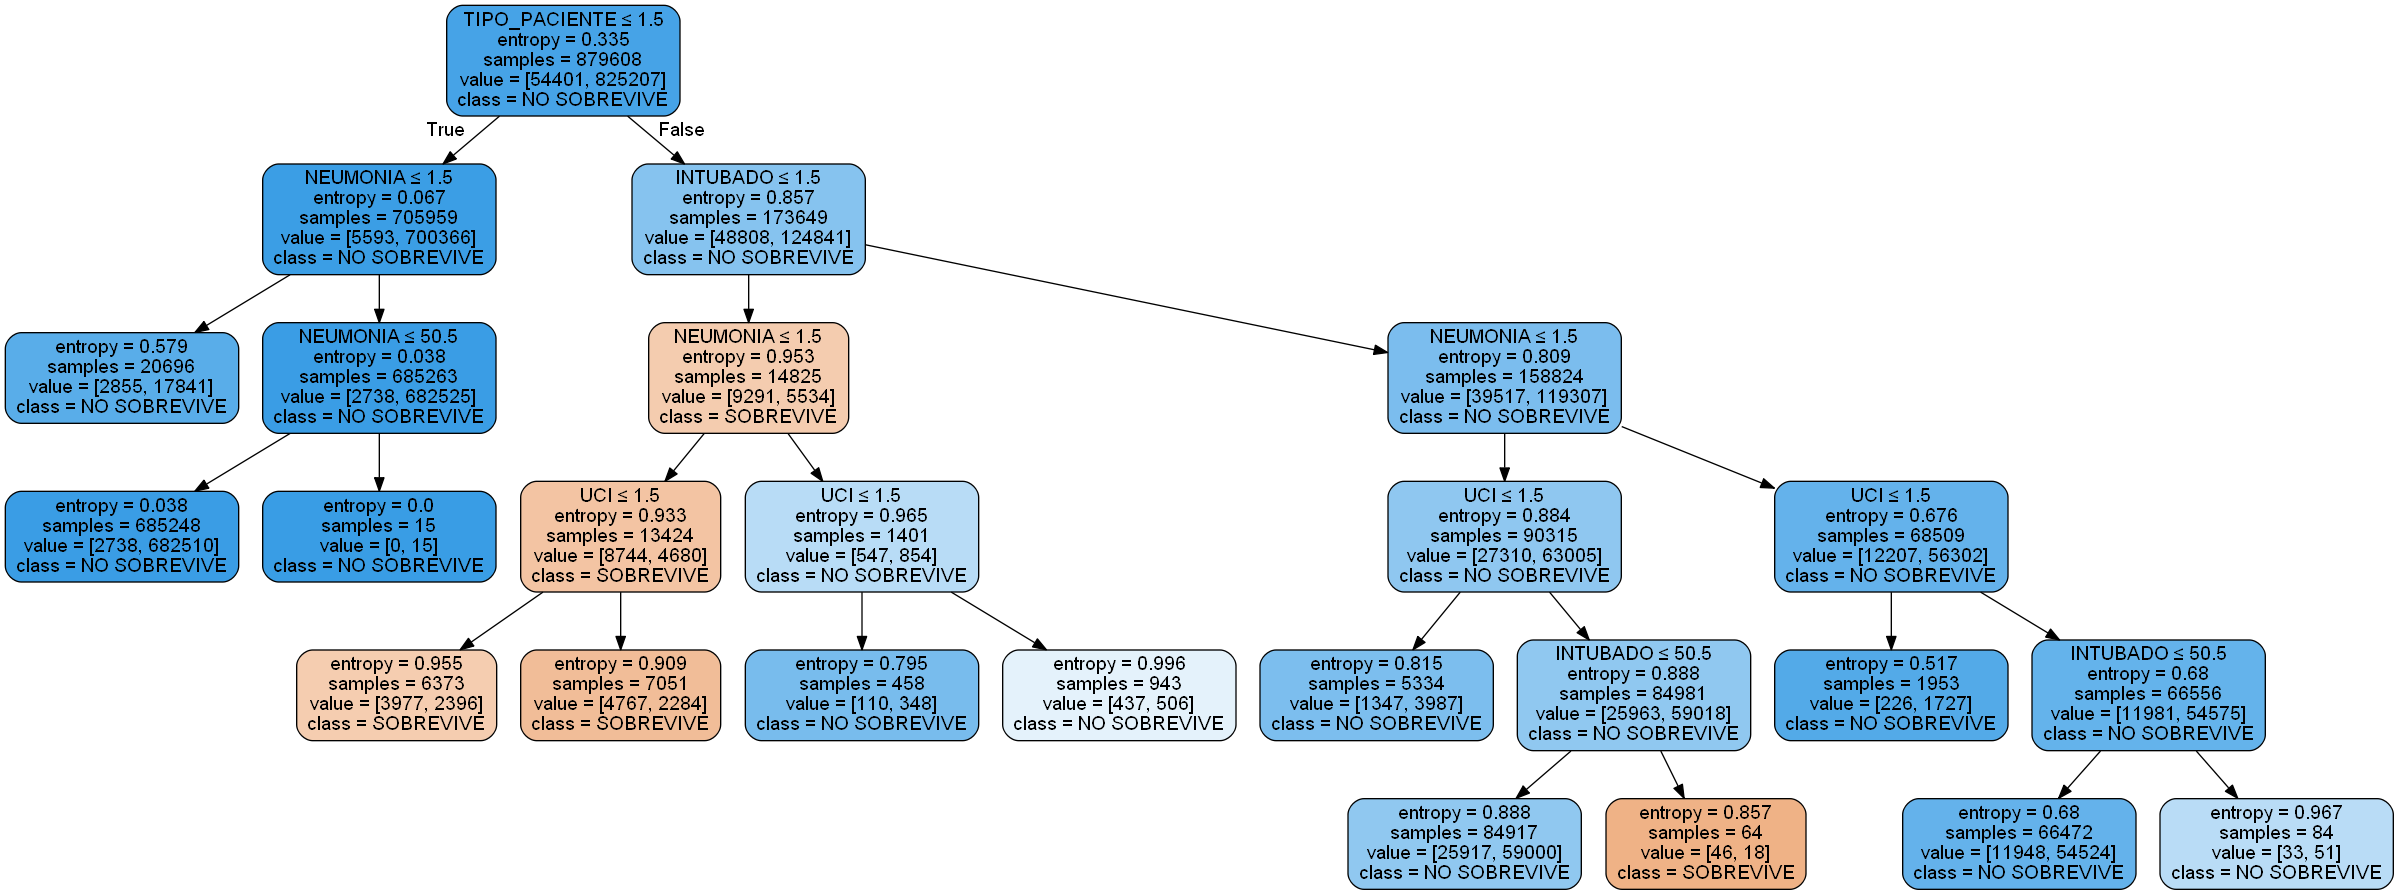 TIPO_PACIENTE ≤ 1.5
entropy = 0.335
samples = 879608
value = [54401, 825207]
class = NO SOBREVIVE
True
False
NEUMONIA ≤ 1.5
entropy = 0.067
samples = 705959
value = [5593, 700366]
class = NO SOBREVIVE
INTUBADO ≤ 1.5
entropy = 0.857
samples = 173649
value = [48808, 124841]
class = NO SOBREVIVE
entropy = 0.579
samples = 20696
value = [2855, 17841]
class = NO SOBREVIVE
NEUMONIA ≤ 50.5
entropy = 0.038
samples = 685263
value = [2738, 682525]
class = NO SOBREVIVE
NEUMONIA ≤ 1.5
entropy = 0.953
samples = 14825
value = [9291, 5534]
class = SOBREVIVE
NEUMONIA ≤ 1.5
entropy = 0.809
samples = 158824
value = [39517, 119307]
class = NO SOBREVIVE
entropy = 0.038
samples = 685248
value = [2738, 682510]
class = NO SOBREVIVE
entropy = 0.0
samples = 15
value = [0, 15]
class = NO SOBREVIVE
UCI ≤ 1.5
entropy = 0.933
samples = 13424
value = [8744, 4680]
class = SOBREVIVE
UCI ≤ 1.5
entropy = 0.965
samples = 1401
value = [547, 854]
class = NO SOBREVIVE
UCI ≤ 1.5
entropy = 0.884
samples = 90315
value = [27310, 63005]
class = NO SOBREVIVE
UCI ≤ 1.5
entropy = 0.676
samples = 68509
value = [12207, 56302]
class = NO SOBREVIVE
entropy = 0.955
samples = 6373
value = [3977, 2396]
class = SOBREVIVE
entropy = 0.909
samples = 7051
value = [4767, 2284]
class = SOBREVIVE
entropy = 0.795
samples = 458
value = [110, 348]
class = NO SOBREVIVE
entropy = 0.996
samples = 943
value = [437, 506]
class = NO SOBREVIVE
entropy = 0.815
samples = 5334
value = [1347, 3987]
class = NO SOBREVIVE
INTUBADO ≤ 50.5
entropy = 0.888
samples = 84981
value = [25963, 59018]
class = NO SOBREVIVE
entropy = 0.517
samples = 1953
value = [226, 1727]
class = NO SOBREVIVE
INTUBADO ≤ 50.5
entropy = 0.68
samples = 66556
value = [11981, 54575]
class = NO SOBREVIVE
entropy = 0.888
samples = 84917
value = [25917, 59000]
class = NO SOBREVIVE
entropy = 0.857
samples = 64
value = [46, 18]
class = SOBREVIVE
entropy = 0.68
samples = 66472
value = [11948, 54524]
class = NO SOBREVIVE
entropy = 0.967
samples = 84
value = [33, 51]
class = NO SOBREVIVE